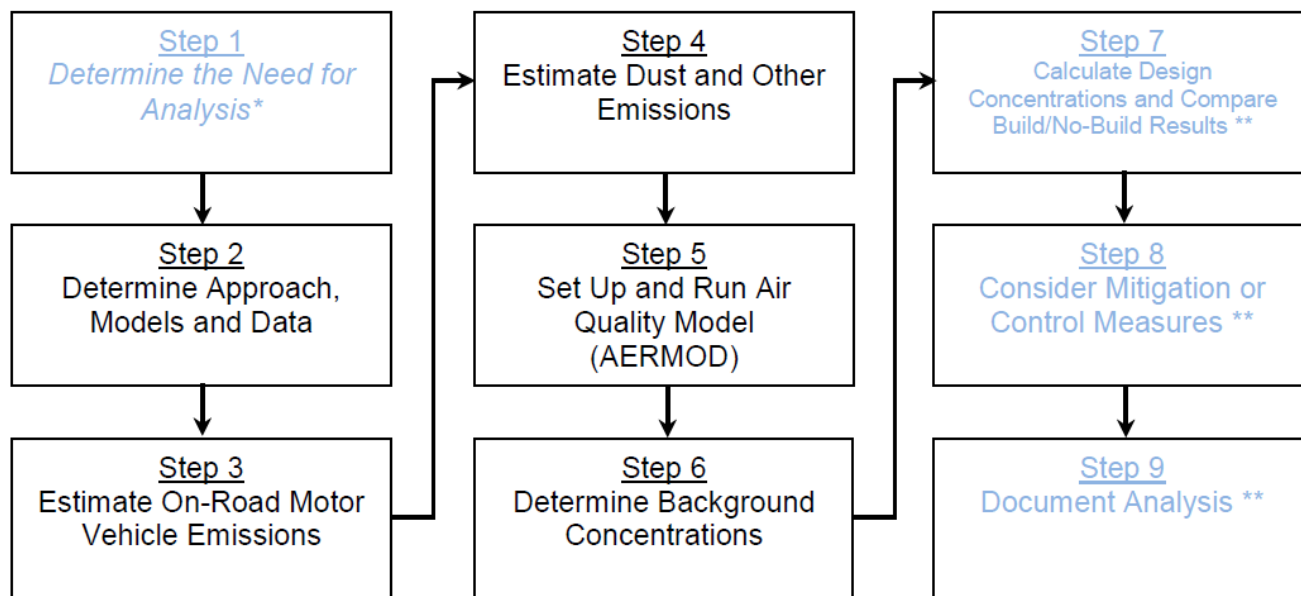 Step 1
Determine the Need for
Analysis*
Step 2
Determine Approach,
Models and Data
Step 3
Estimate On-Road Motor
Vehicle Emissions
Step 4
Estimate Dust and Other
Emissions
Step 5
Set Up and Run Air
Quality Model
(AERMOD)
Step 6
Determine Background
Concentrations
Step 7
Calculate Design
Concentrations and Compare
Build/No-Build Results **
Step 8
Consider Mitigation or
Control Measures **
Step 9
Document Analysis **